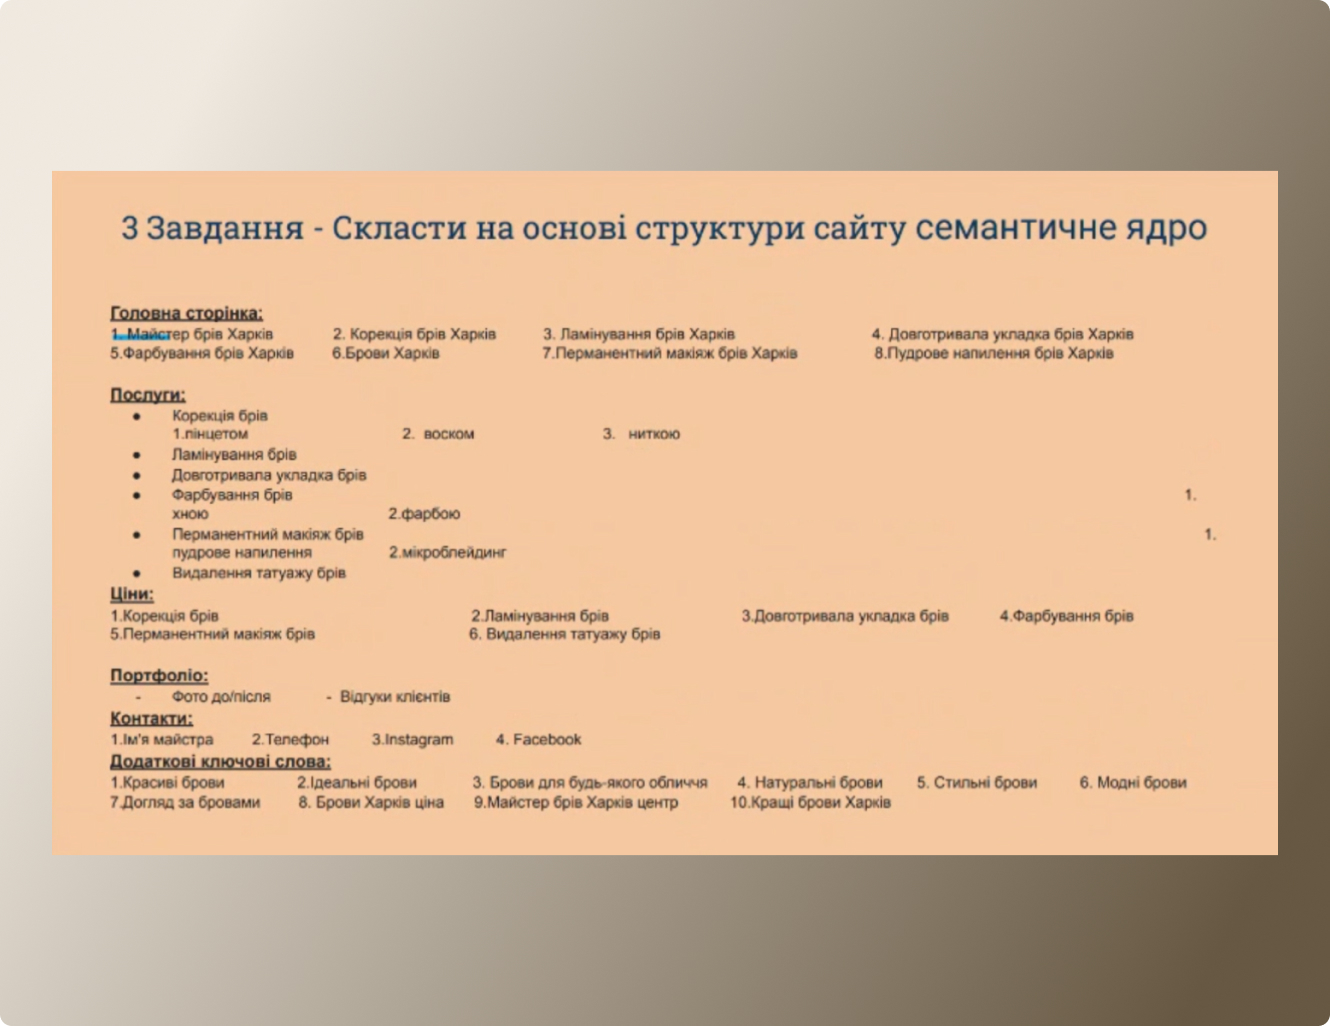 3 Завдання - Скласти на основі структури сайту семантичне ядро
Головна сторінка:
1. Майстер брів Харків 2. Корекція брів Харків 3. Ламінування брів Харків 4. Довготривала укладка брів Харків
5.Фарбування брів Харків 6.Брови Харків 7.Перманентний макіяж брів Харків 8.Пудрове напилення брів Харків
Послуги:
● Корекція брів
1.пінцетом 2. воском 3. ниткою
● Ламінування брів
● Довготривала укладка брів
● Фарбування брів 1.
хною 2.фарбою
● Перманентний макіяж брів 1.
пудрове напилення 2.мікроблейдинг
● Видалення татуажу брів
Ціни:
1.Корекція брів 2.Ламінування брів 3.Довготривала укладка брів 4.Фарбування брів
5.Перманентний макіяж брів 6. Видалення татуажу брів
Портфоліо:
- Фото до/після - Відгуки клієнтів
Контакти:
1.Ім'я майстра 2.Телефон 3.Instagram 4. Facebook
Додаткові ключові слова:
1.Красиві брови 2.Ідеальні брови 3. Брови для будь-якого обличчя 4. Натуральні брови 5. Стильні брови 6. Модні брови
7.Догляд за бровами 8. Брови Харків ціна 9.Майстер брів Харків центр 10.Кращі брови Харків